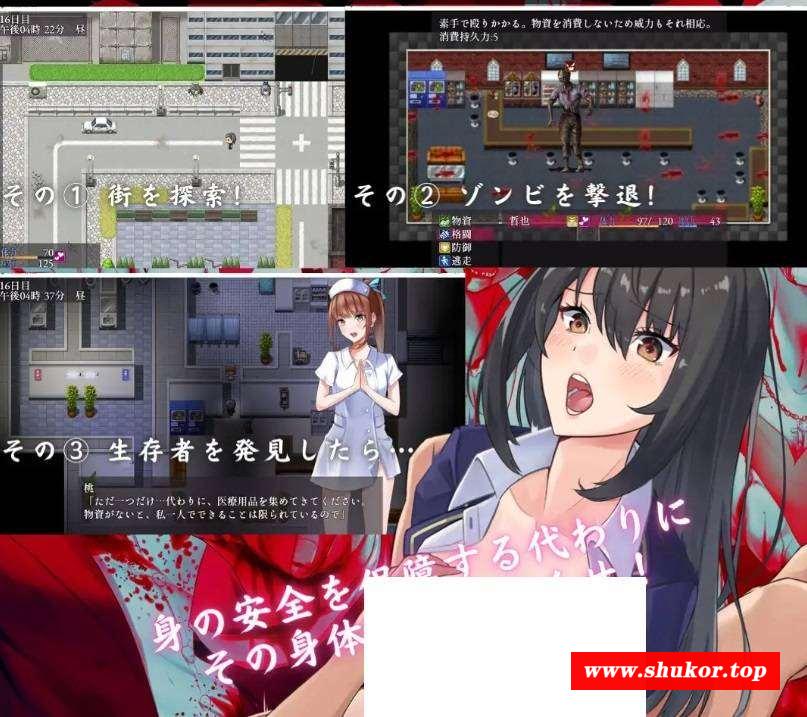 16日目
午後04時 22分　昼
素手で殴りかかる。物資を消費しないため威力もそれ相応。
消費持久力:5
その① 街を探索!
その② ゾンビを撃退!
70
125
物資
哲也
97/ 120
43
格闘
防御
逃走
16日目
午後04時 37分　昼
その③ 生存者を発見したら…
桃
「ただ一つだけ…代わりに、医療用品を集めてきてください。
物資がないと、私一人でできることは限られているので」
身の安全を保障する代わりに
その身体
www.shukor.top